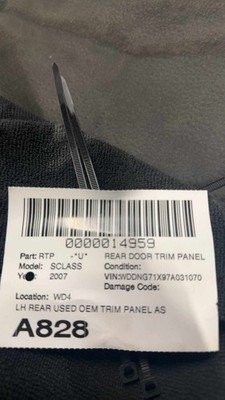 0000014959
Part: RTP -*U* REAR DOOR TRIM PANEL
Model: SCLASS Condition:
2007 VIN:WDDNG71X97A031070
Damage Code:
Location: WD4
LH REAR USED OEM TRIM PANEL AS
A828